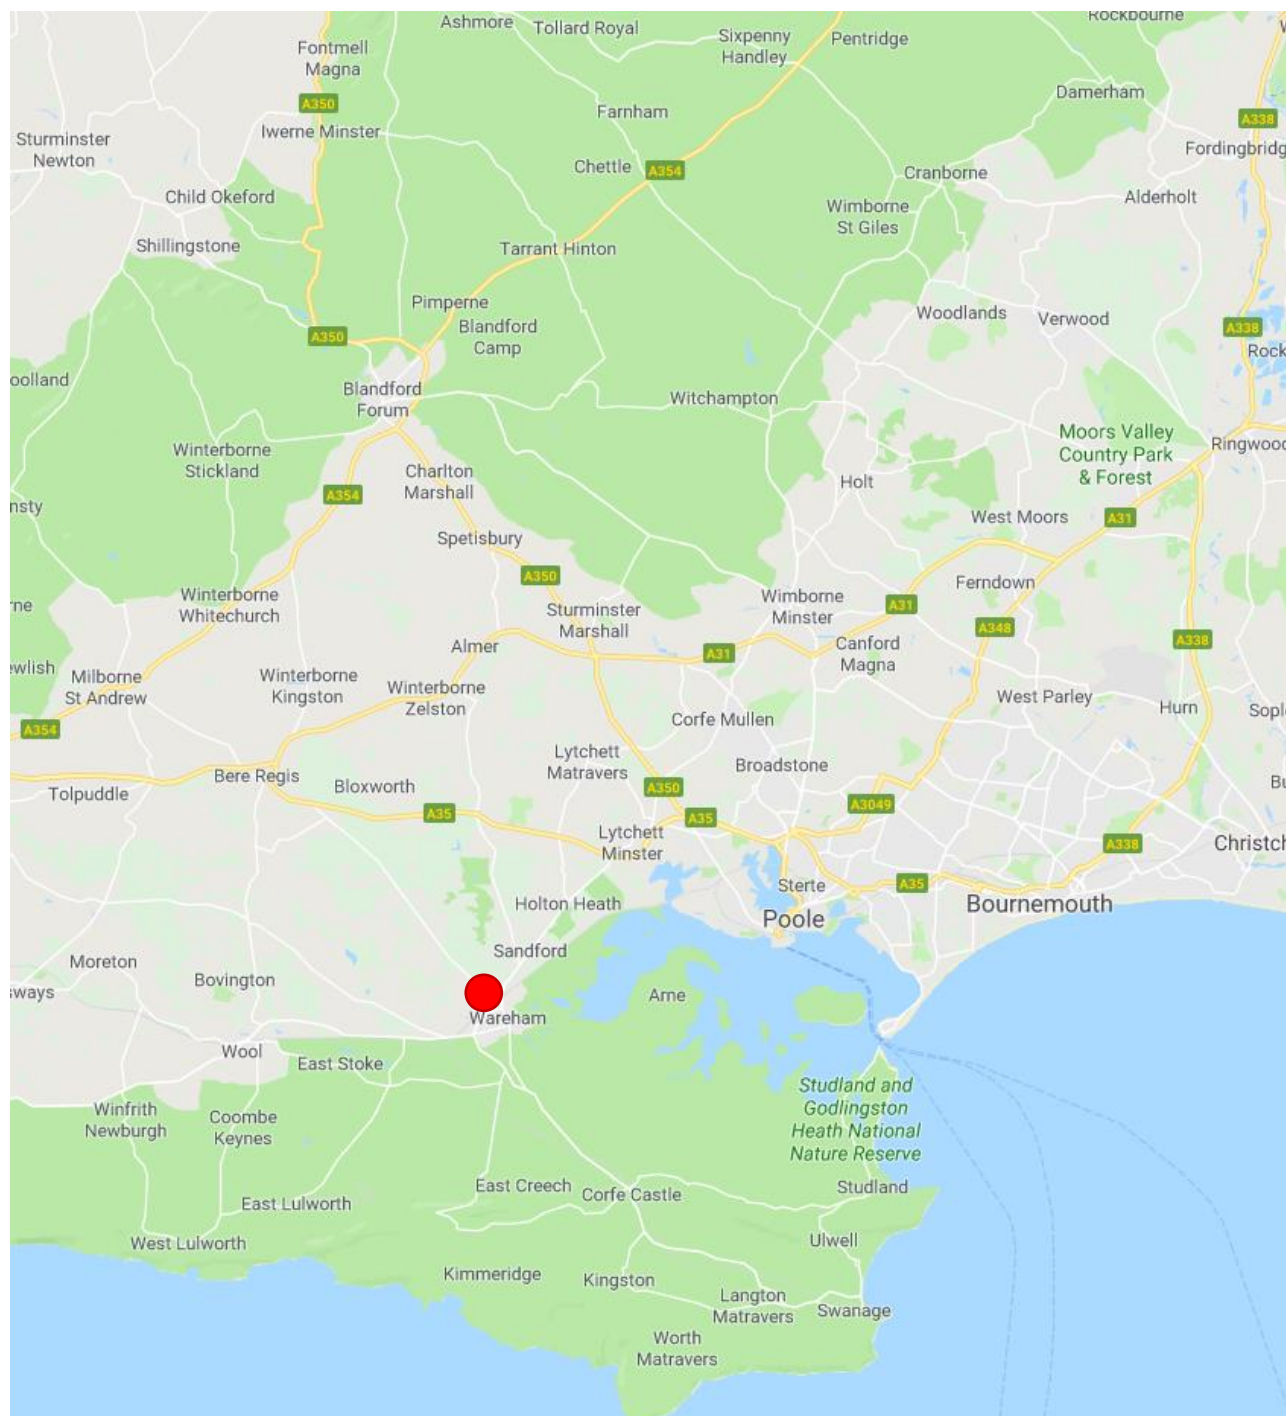 Ashmore
Tollard Royal
Sixpenny
Handley
Pentridge
Rockbourne
Fontmell
Magna
A350
Iwerne Minster
Farnham
Damerham
A338
Sturminster
Newton
Fordingbridg
Chettle
A354
Cranborne
Child Okeford
Alderholt
Wimborne
St Giles
Shillingstone
Tarrant Hinton
Pimperne
Blandford
Camp
Woodlands
Verwood
A338
A350
Rock
oolland
Blandford
Forum
Witchampton
Moors Valley
Country Park
& Forest
Ringwood
Winterborne
Stickland
Charlton
Marshall
Holt
A354
nsty
West Moors
A31
Spetisbury
A350
Ferndown
Winterborne
Whitechurch
Wimborne
Minster
A31
rne
Sturminster
Marshall
A348
A338
Almer
A31
Canford
Magna
ewlish
Milborne
St Andrew
Winterborne
Kingston
Winterborne
Zelston
West Parley
Hurn
Sopl
A354
Corfe Mullen
Lytchett
Matravers
Broadstone
Bere Regis
Bloxworth
A350
Bu
Tolpuddle
A35
A35
A3049
Lytchett
Minster
A338
Christch
Sterte
A35
Holton Heath
Poole
Bournemouth
Sandford
Moreton
Bovington
sways
Arne
Wareham
Wool
East Stoke
Studland and
Godlingston
Heath National
Nature Reserve
Winfrith
Newburgh
Coombe
Keynes
East Creech
Corfe Castle
Studland
East Lulworth
West Lulworth
Ulwell
Kimmeridge
Kingston
Langton
Matravers
Swanage
Worth
Matravers